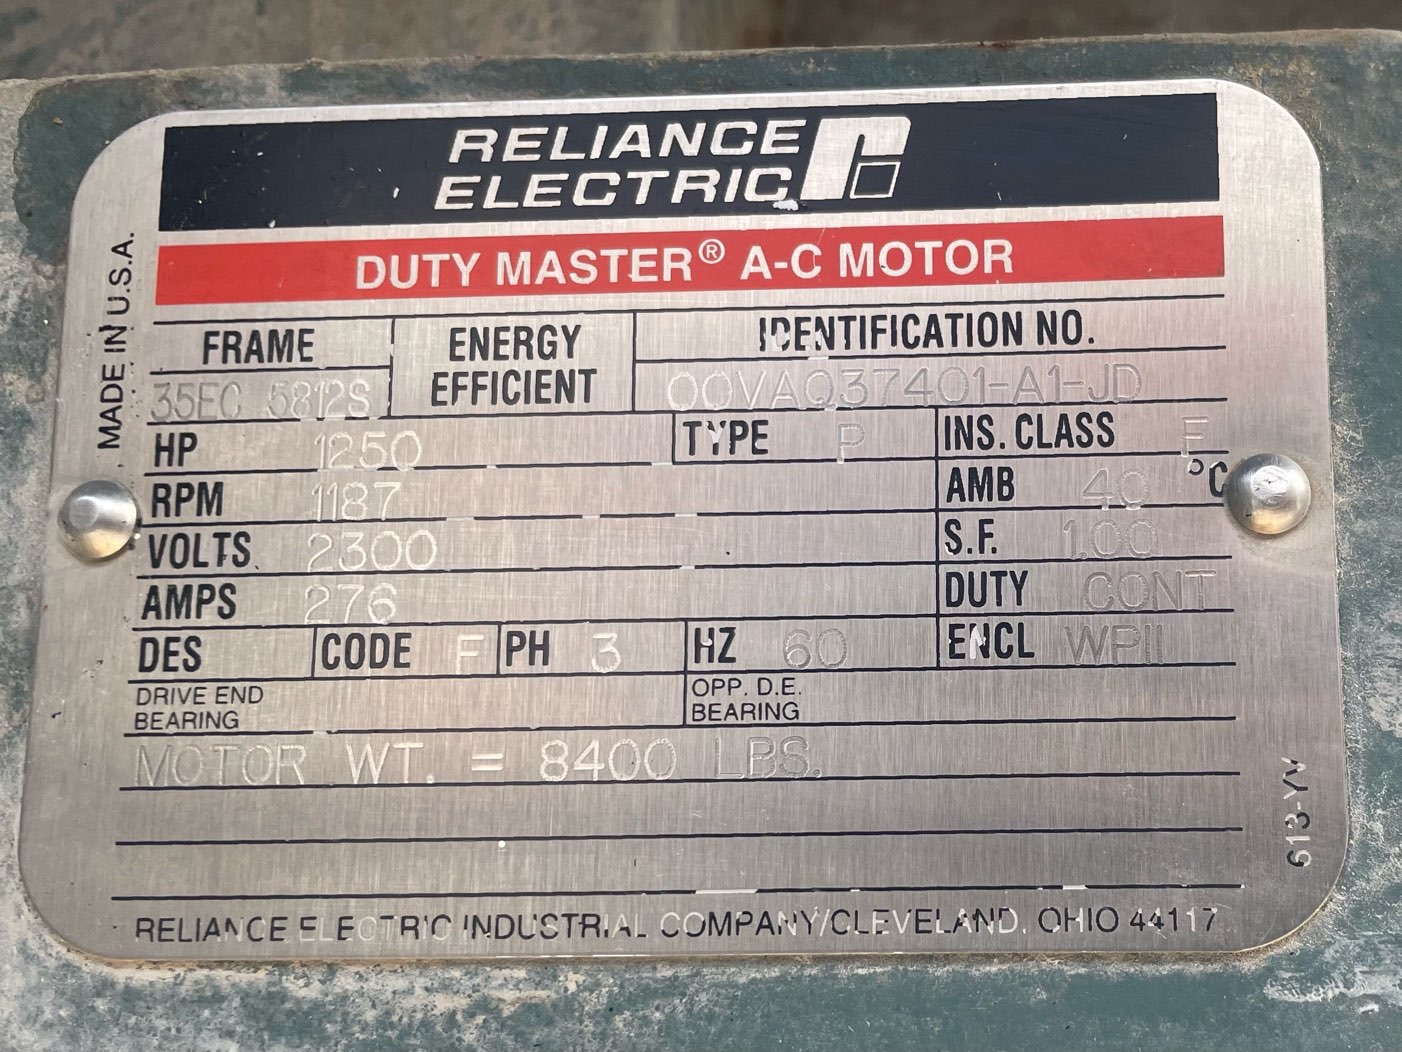 RELIANCE
ELECTRIC
DUTY MASTER® A-C MOTOR
MADE IN U.S.A.
FRAME
35EC 5812S
ENERGY
EFFICIENT
IDENTIFICATION NO.
00VAQ37401-A1-JD
HP 1250 TYPE P INS. CLASS F
RPM 1187 AMB 40 °C
VOLTS 2300 S.F. 1.00
AMPS 276 DUTY CONT
DES CODE F PH 3 HZ 60 ENCL WPII
DRIVE END
BEARING
OPP. D.E.
BEARING
MOTOR WT. = 8400 LBS.
613-YV
RELIANCE ELECTRIC INDUSTRIAL COMPANY/CLEVELAND, OHIO 44117